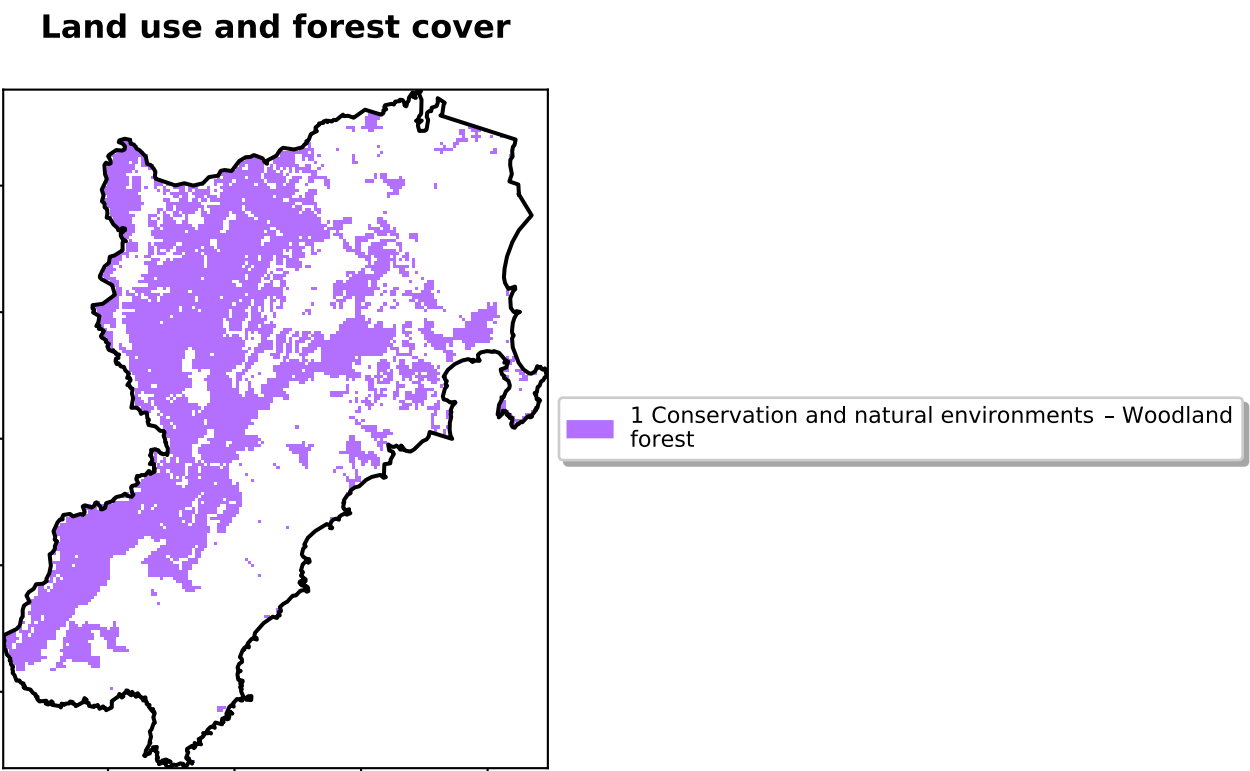 Land use and forest cover
1 Conservation and natural environments – Woodland
forest